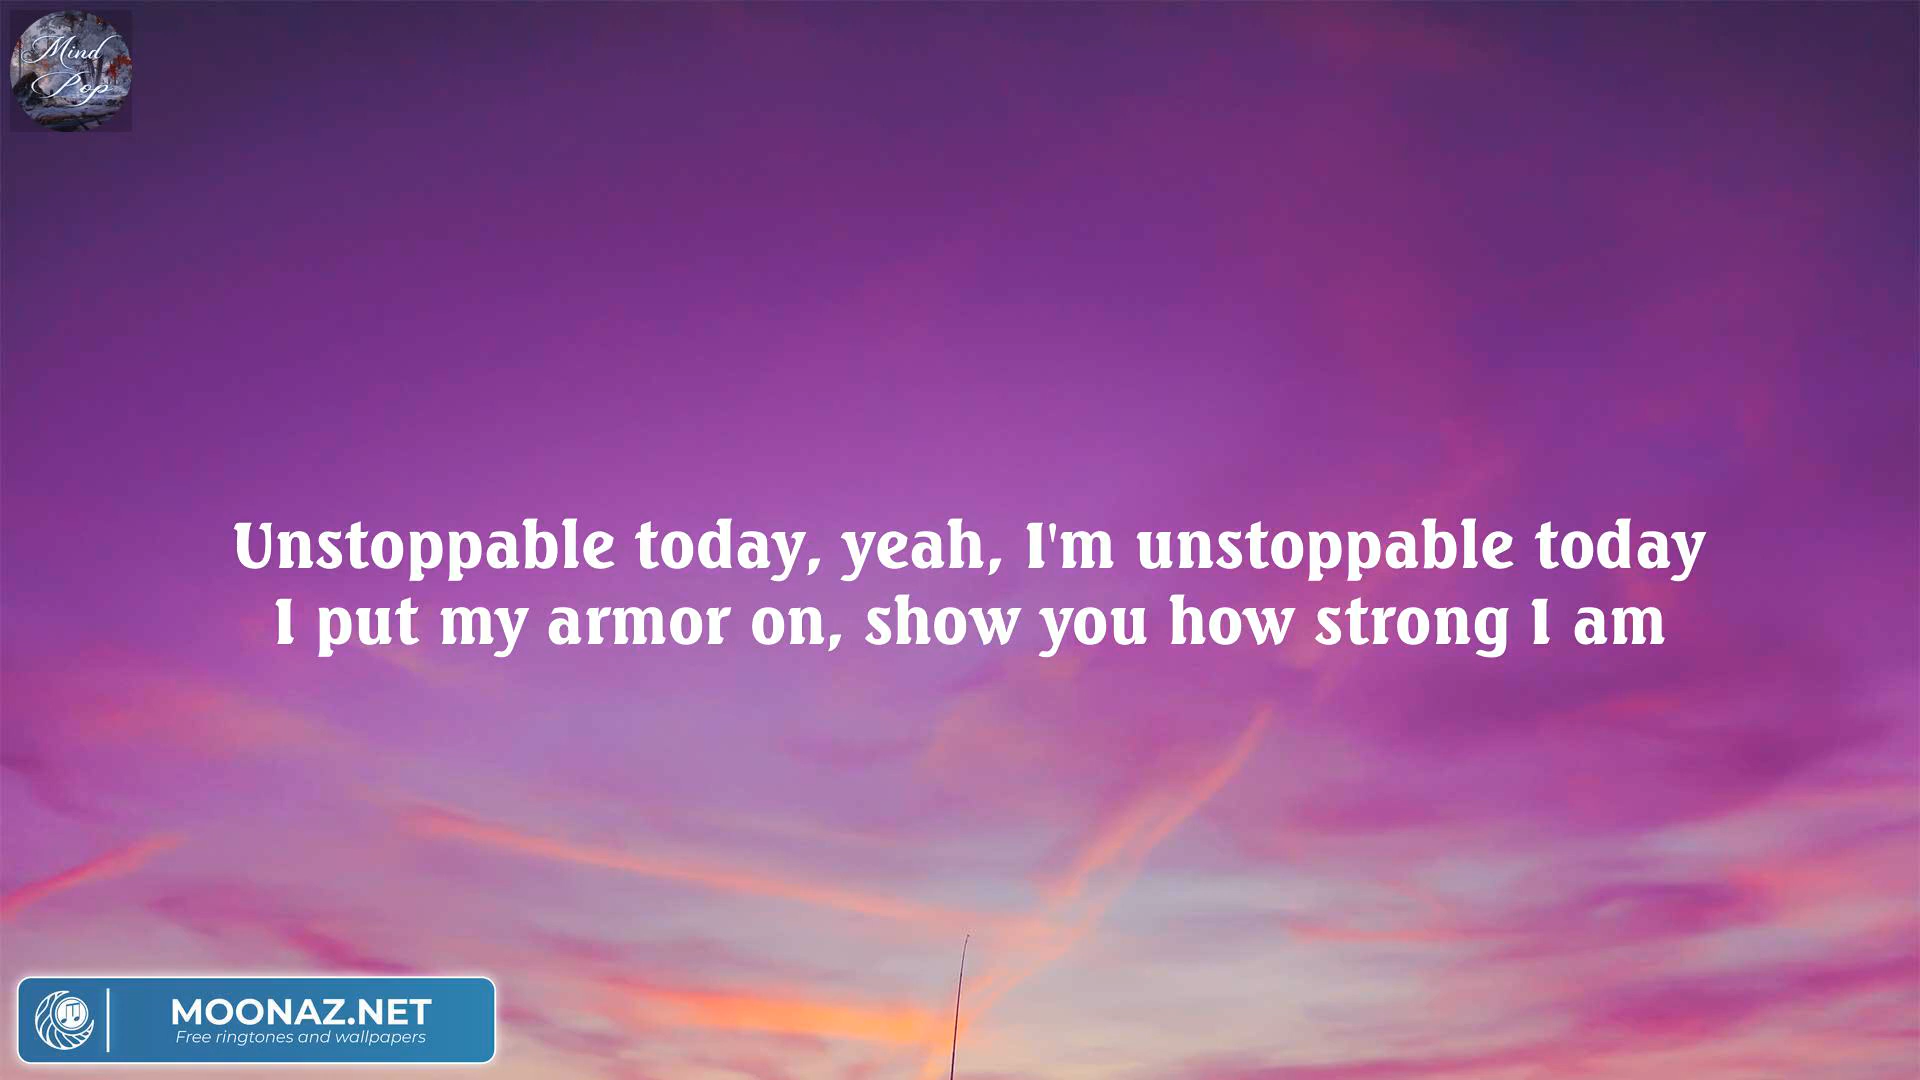 Mind
Pop
Unstoppable today, yeah, I'm unstoppable today
I put my armor on, show you how strong I am
MOONAZ.NET
Free ringtones and wallpapers